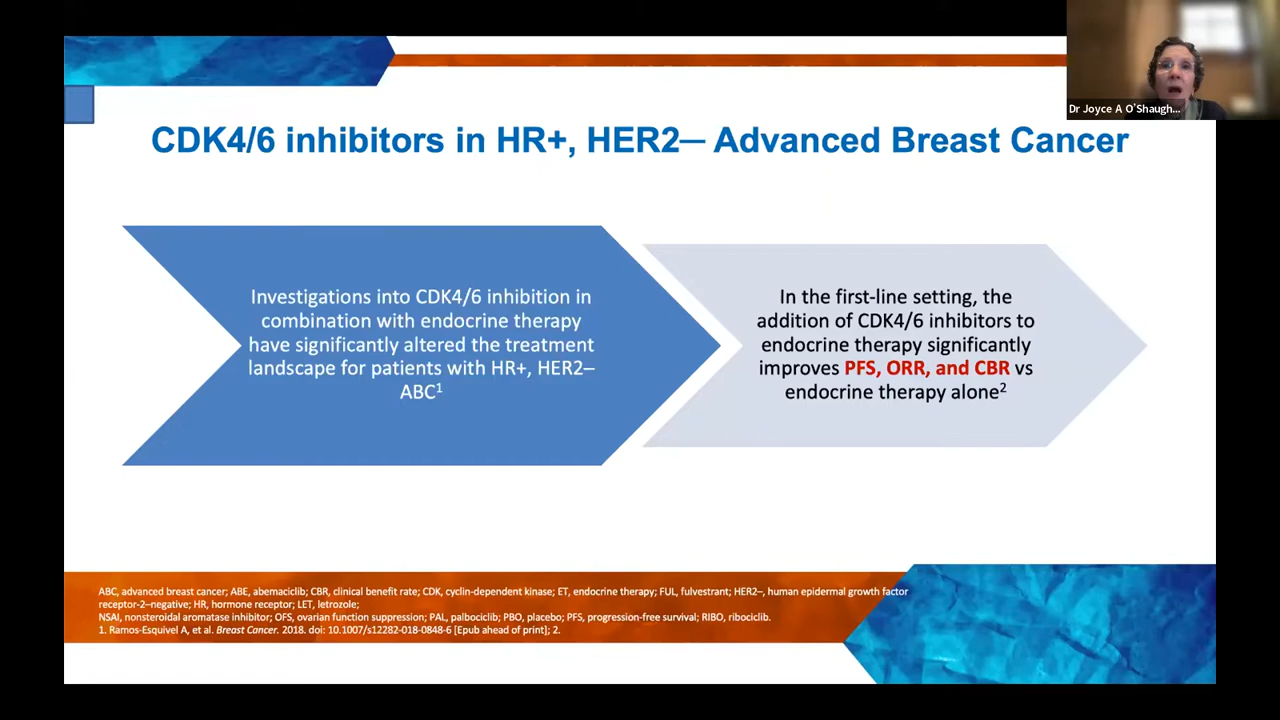 Dr Joyce A O'Shaugh...
CDK4/6 inhibitors in HR+, HER2─ Advanced Breast Cancer
Investigations into CDK4/6 inhibition in
combination with endocrine therapy
have significantly altered the treatment
landscape for patients with HR+, HER2–
ABC1
In the first-line setting, the
addition of CDK4/6 inhibitors to
endocrine therapy significantly
improves PFS, ORR, and CBR vs
endocrine therapy alone2
ABC, advanced breast cancer; ABE, abemaciclib; CBR, clinical benefit rate; CDK, cyclin-dependent kinase; ET, endocrine therapy; FUL, fulvestrant; HER2–, human epidermal growth factor
receptor-2–negative; HR, hormone receptor; LET, letrozole;
NSAI, nonsteroidal aromatase inhibitor; OFS, ovarian function suppression; PAL, palbociclib; PBO, placebo; PFS, progression-free survival; RIBO, ribociclib.
1. Ramos-Esquivel A, et al. Breast Cancer. 2018. doi: 10.1007/s12282-018-0848-6 [Epub ahead of print]; 2.